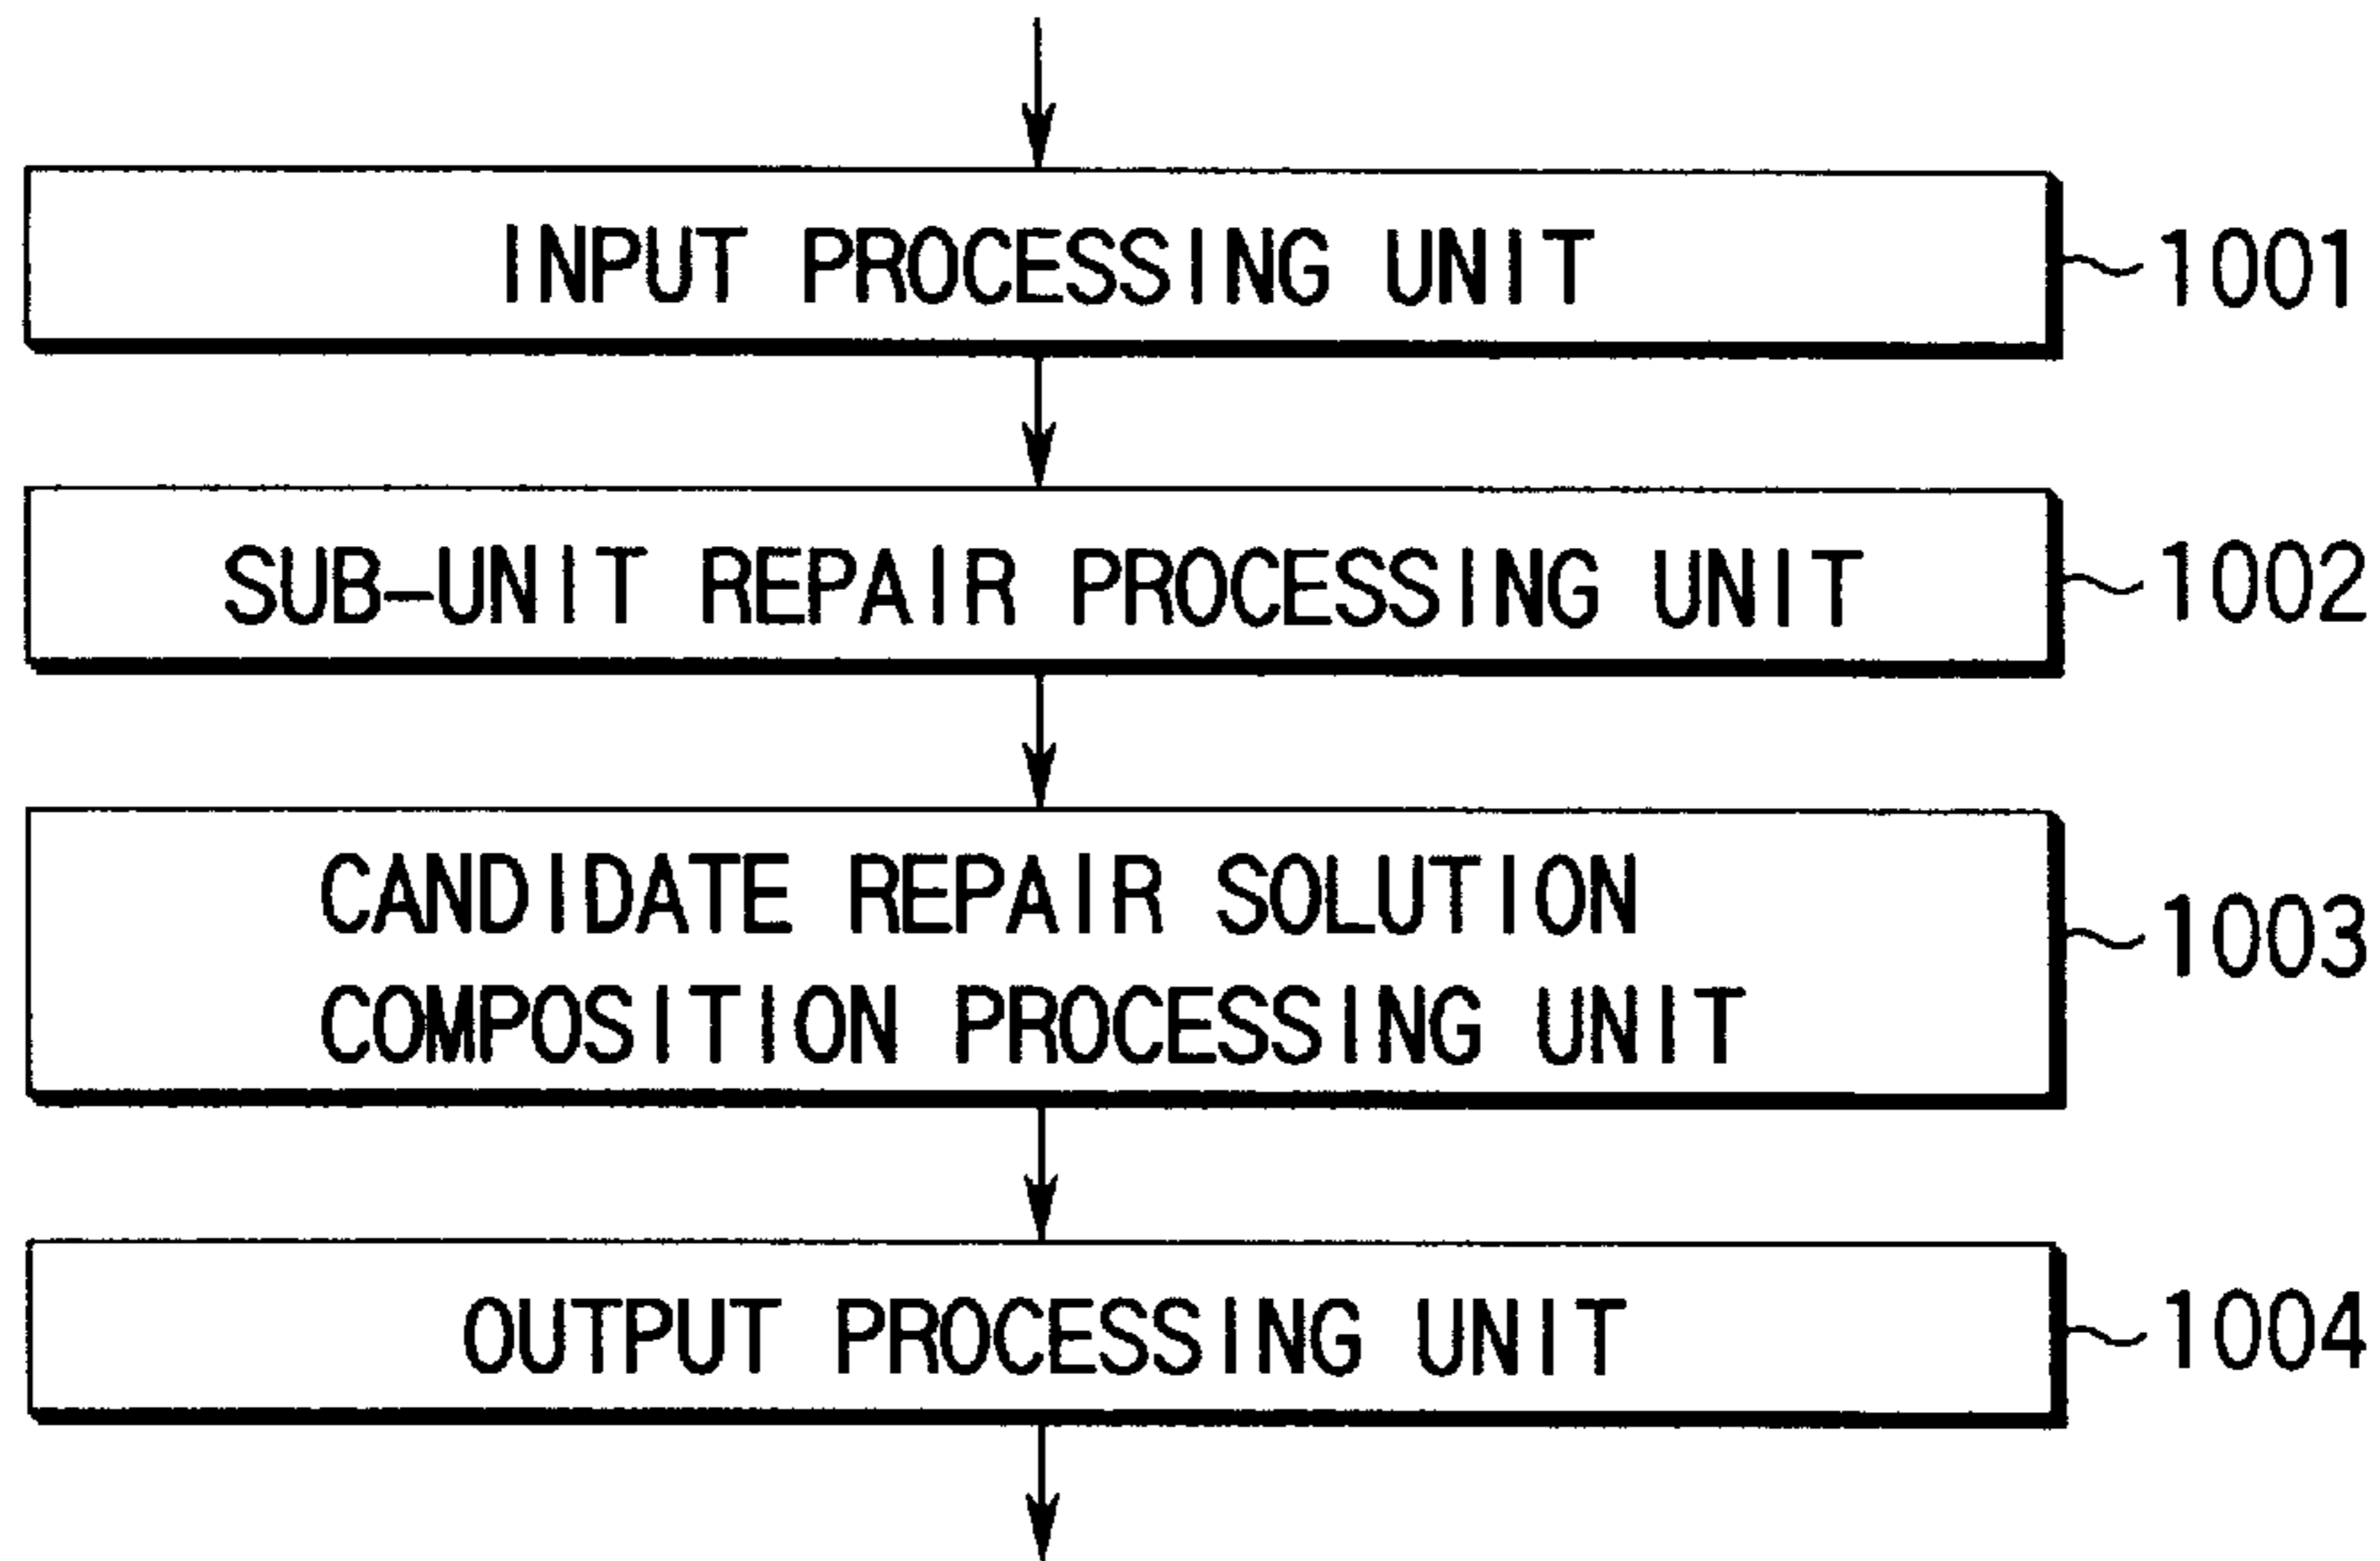 INPUT PROCESSING UNIT
1001
SUB-UNIT REPAIR PROCESSING UNIT
1002
CANDIDATE REPAIR SOLUTION
COMPOSITION PROCESSING UNIT
1003
OUTPUT PROCESSING UNIT
1004